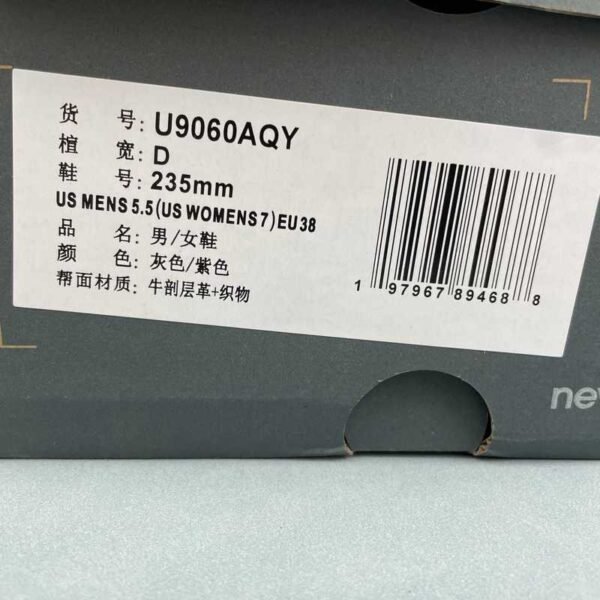 货 号: U9060AQY
楦 宽: D
鞋 号: 235mm
US MENS 5.5 (US WOMENS 7) EU 38
品 名: 男/女鞋
颜 色: 灰色/紫色
帮面材质: 牛剖层革+织物
1 97967 89468 8
new